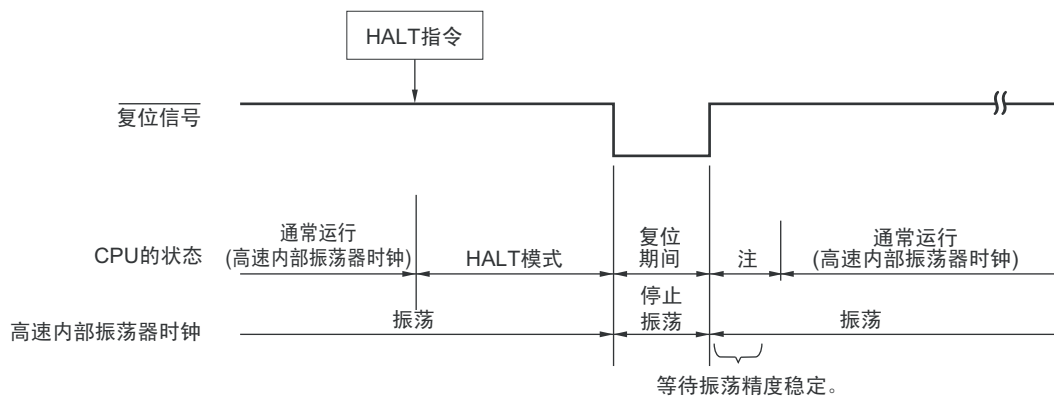 HALT指令
复位信号
CPU的状态
通常运行
(高速内部振荡器时钟)
HALT模式
复位
期间
注
通常运行
(高速内部振荡器时钟)
高速内部振荡器时钟
振荡
停止
振荡
振荡
等待振荡精度稳定。